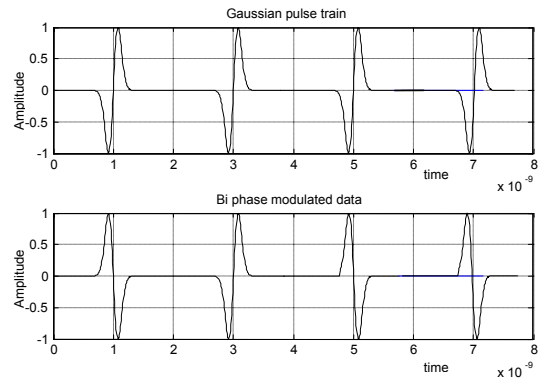 Gaussian pulse train
1
0.5
0
-0.5
-1
Amplitude
0 1 2 3 4 5 6 7 8
time
x 10 -9
Bi phase modulated data
1
0.5
0
-0.5
-1
Amplitude
0 1 2 3 4 5 6 7 8
time
x 10 -9